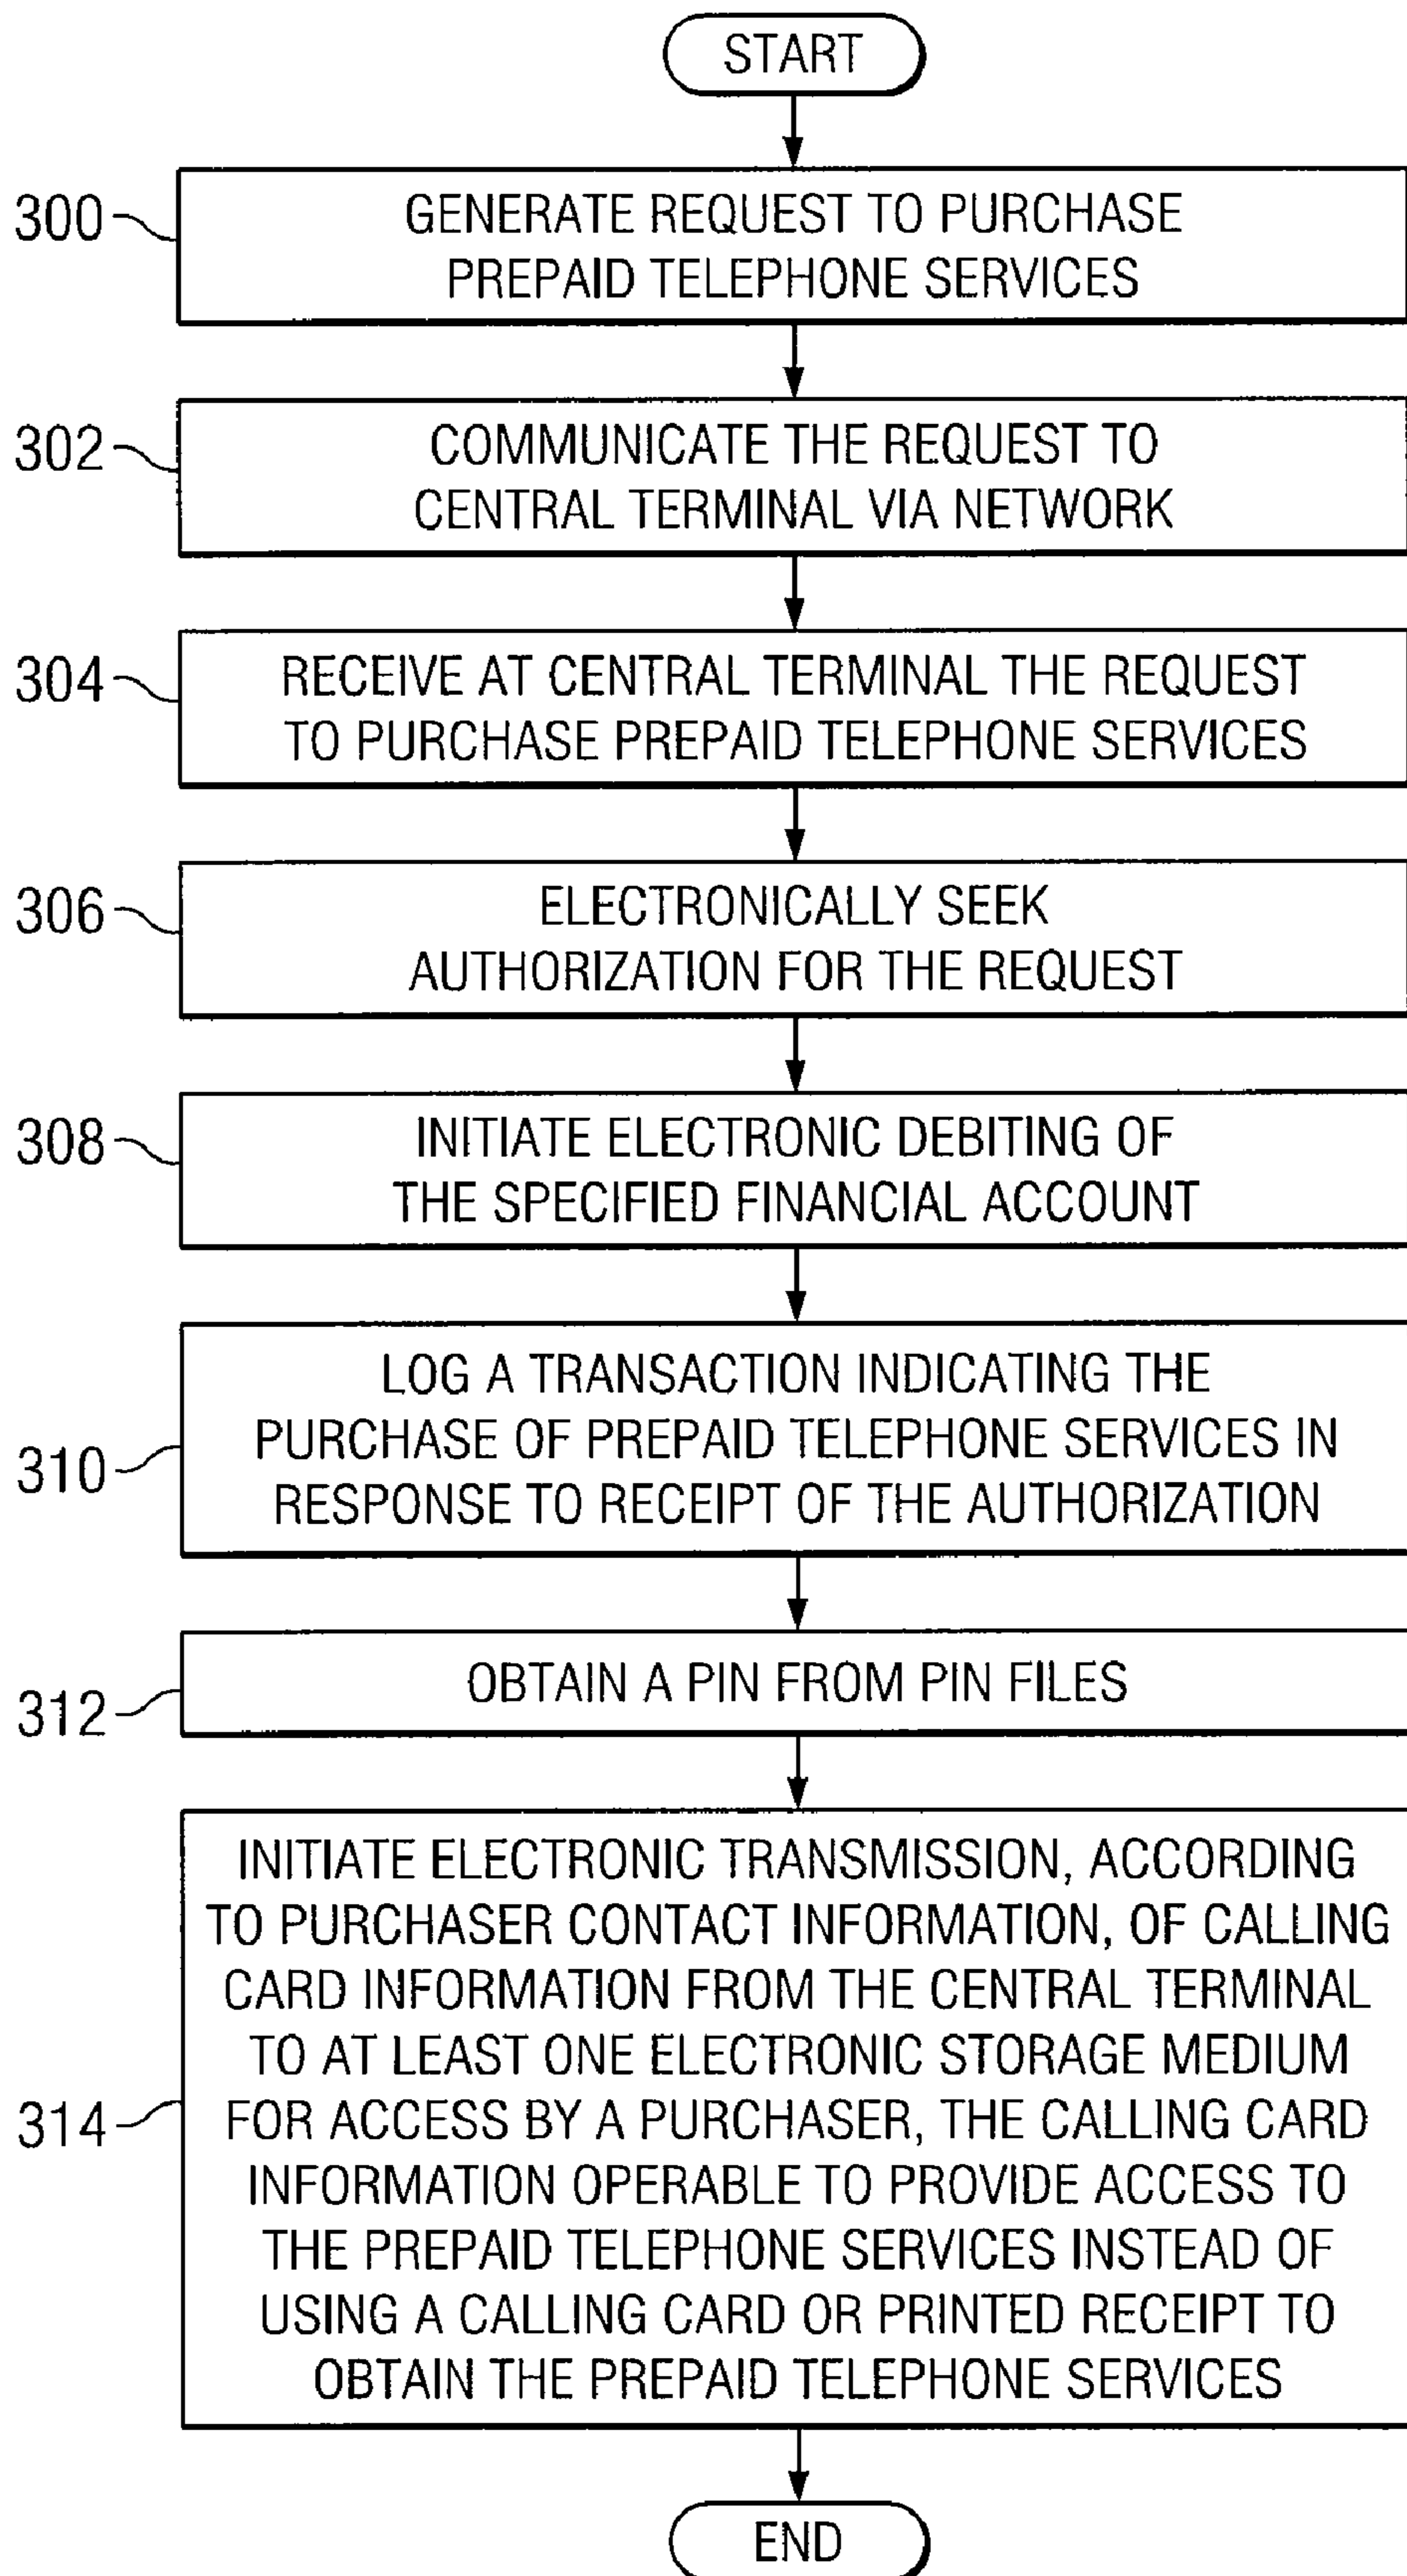 START
300
GENERATE REQUEST TO PURCHASE
PREPAID TELEPHONE SERVICES
302
COMMUNICATE THE REQUEST TO
CENTRAL TERMINAL VIA NETWORK
304
RECEIVE AT CENTRAL TERMINAL THE REQUEST
TO PURCHASE PREPAID TELEPHONE SERVICES
306
ELECTRONICALLY SEEK
AUTHORIZATION FOR THE REQUEST
308
INITIATE ELECTRONIC DEBITING OF
THE SPECIFIED FINANCIAL ACCOUNT
310
LOG A TRANSACTION INDICATING THE
PURCHASE OF PREPAID TELEPHONE SERVICES IN
RESPONSE TO RECEIPT OF THE AUTHORIZATION
312
OBTAIN A PIN FROM PIN FILES
314
INITIATE ELECTRONIC TRANSMISSION, ACCORDING
TO PURCHASER CONTACT INFORMATION, OF CALLING
CARD INFORMATION FROM THE CENTRAL TERMINAL
TO AT LEAST ONE ELECTRONIC STORAGE MEDIUM
FOR ACCESS BY A PURCHASER, THE CALLING CARD
INFORMATION OPERABLE TO PROVIDE ACCESS TO
THE PREPAID TELEPHONE SERVICES INSTEAD OF
USING A CALLING CARD OR PRINTED RECEIPT TO
OBTAIN THE PREPAID TELEPHONE SERVICES
END